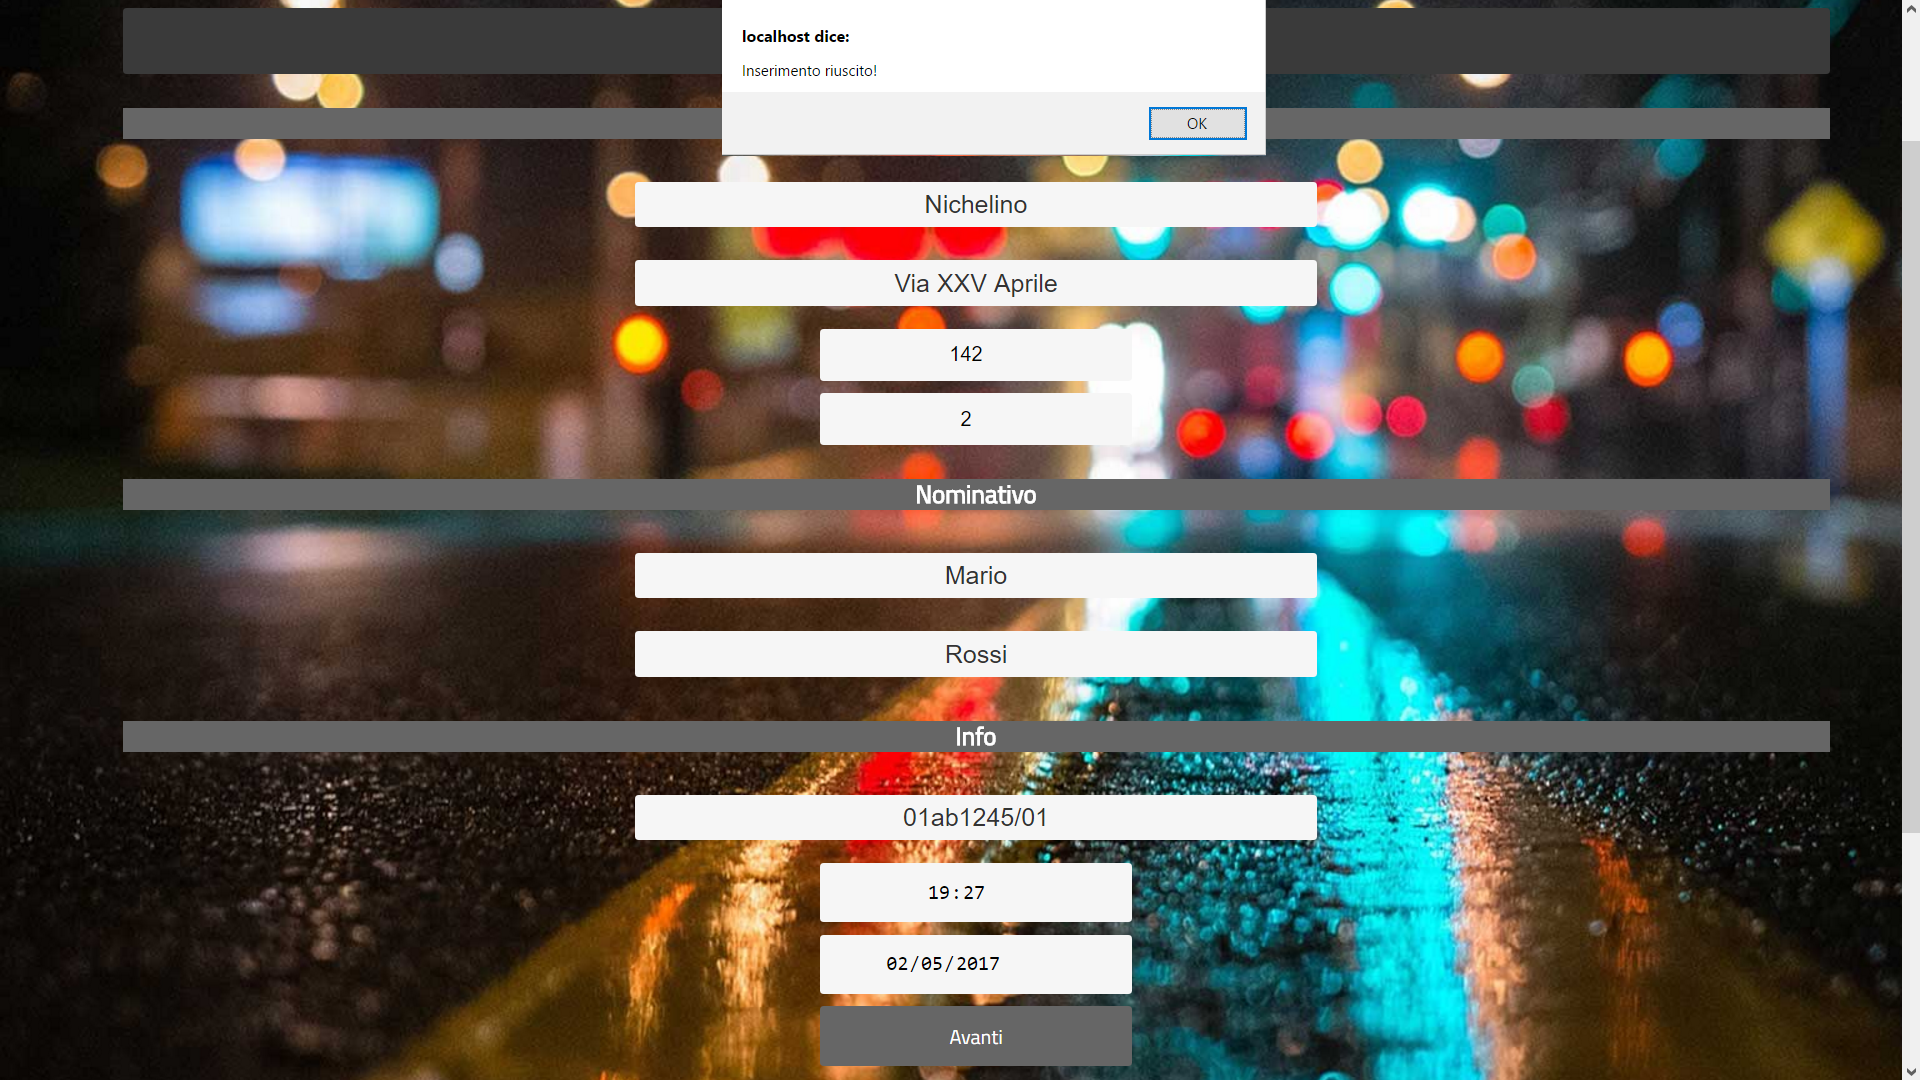 localhost dice:
Inserimento riuscito!
OK
Nichelino
Via XXV Aprile
142
2
Nominativo
Mario
Rossi
Info
01ab1245/01
19:27
02/05/2017
Avanti